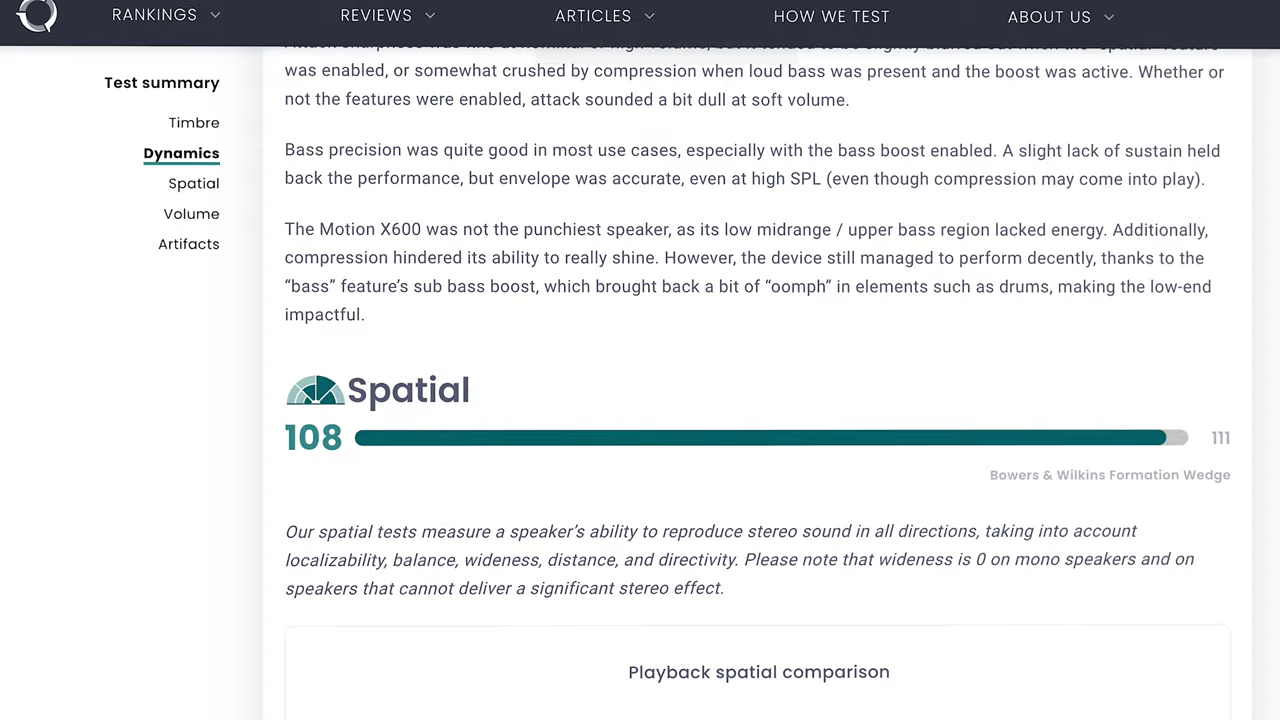 RANKINGS
REVIEWS
ARTICLES
HOW WE TEST
ABOUT US
Test summary
Timbre
Dynamics
Spatial
Volume
Artifacts
was enabled, or somewhat crushed by compression when loud bass was present and the boost was active. Whether or
not the features were enabled, attack sounded a bit dull at soft volume.
Bass precision was quite good in most use cases, especially with the bass boost enabled. A slight lack of sustain held
back the performance, but envelope was accurate, even at high SPL (even though compression may come into play).
The Motion X600 was not the punchiest speaker, as its low midrange / upper bass region lacked energy. Additionally,
compression hindered its ability to really shine. However, the device still managed to perform decently, thanks to the
“bass” feature’s sub bass boost, which brought back a bit of “oomph” in elements such as drums, making the low-end
impactful.
Spatial
108
111
Bowers & Wilkins Formation Wedge
Our spatial tests measure a speaker’s ability to reproduce stereo sound in all directions, taking into account
localizability, balance, wideness, distance, and directivity. Please note that wideness is 0 on mono speakers and on
speakers that cannot deliver a significant stereo effect.
Playback spatial comparison